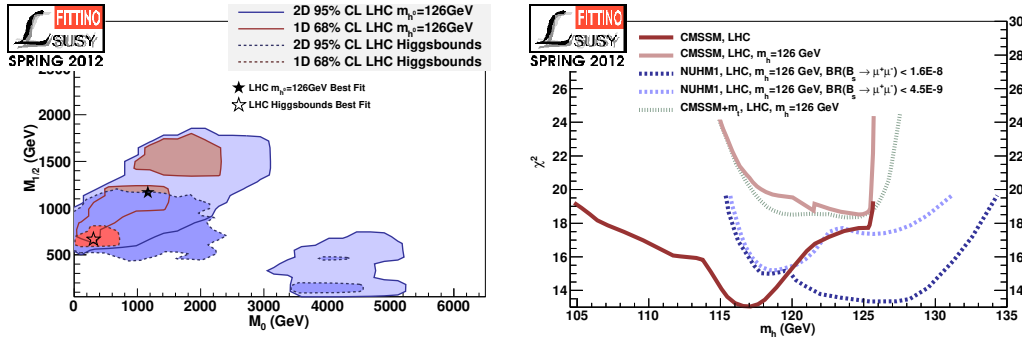 FITTINO
SUSY
SPRING 2012
2D 95% CL LHC m_h⁰=126GeV
1D 68% CL LHC m_h⁰=126GeV
2D 95% CL LHC Higgsbounds
1D 68% CL LHC Higgsbounds
LHC m_h⁰=126GeV Best Fit
LHC Higgsbounds Best Fit
M_1/2 (GeV)
2500
2000
1500
1000
500
0 1000 2000 3000 4000 5000 6000
M_0 (GeV)
FITTINO
SUSY
SPRING 2012
CMSSM, LHC
CMSSM, LHC, m_h=126 GeV
NUHM1, LHC, m_h=126 GeV, BR(B_s → μ⁺μ⁻) < 1.6E-8
NUHM1, LHC, m_h=126 GeV, BR(B_s → μ⁺μ⁻) < 4.5E-9
CMSSM+m_t, LHC, m_h=126 GeV
χ²
30
28
26
24
22
20
18
16
14
105 110 115 120 125 130 135
m_h (GeV)